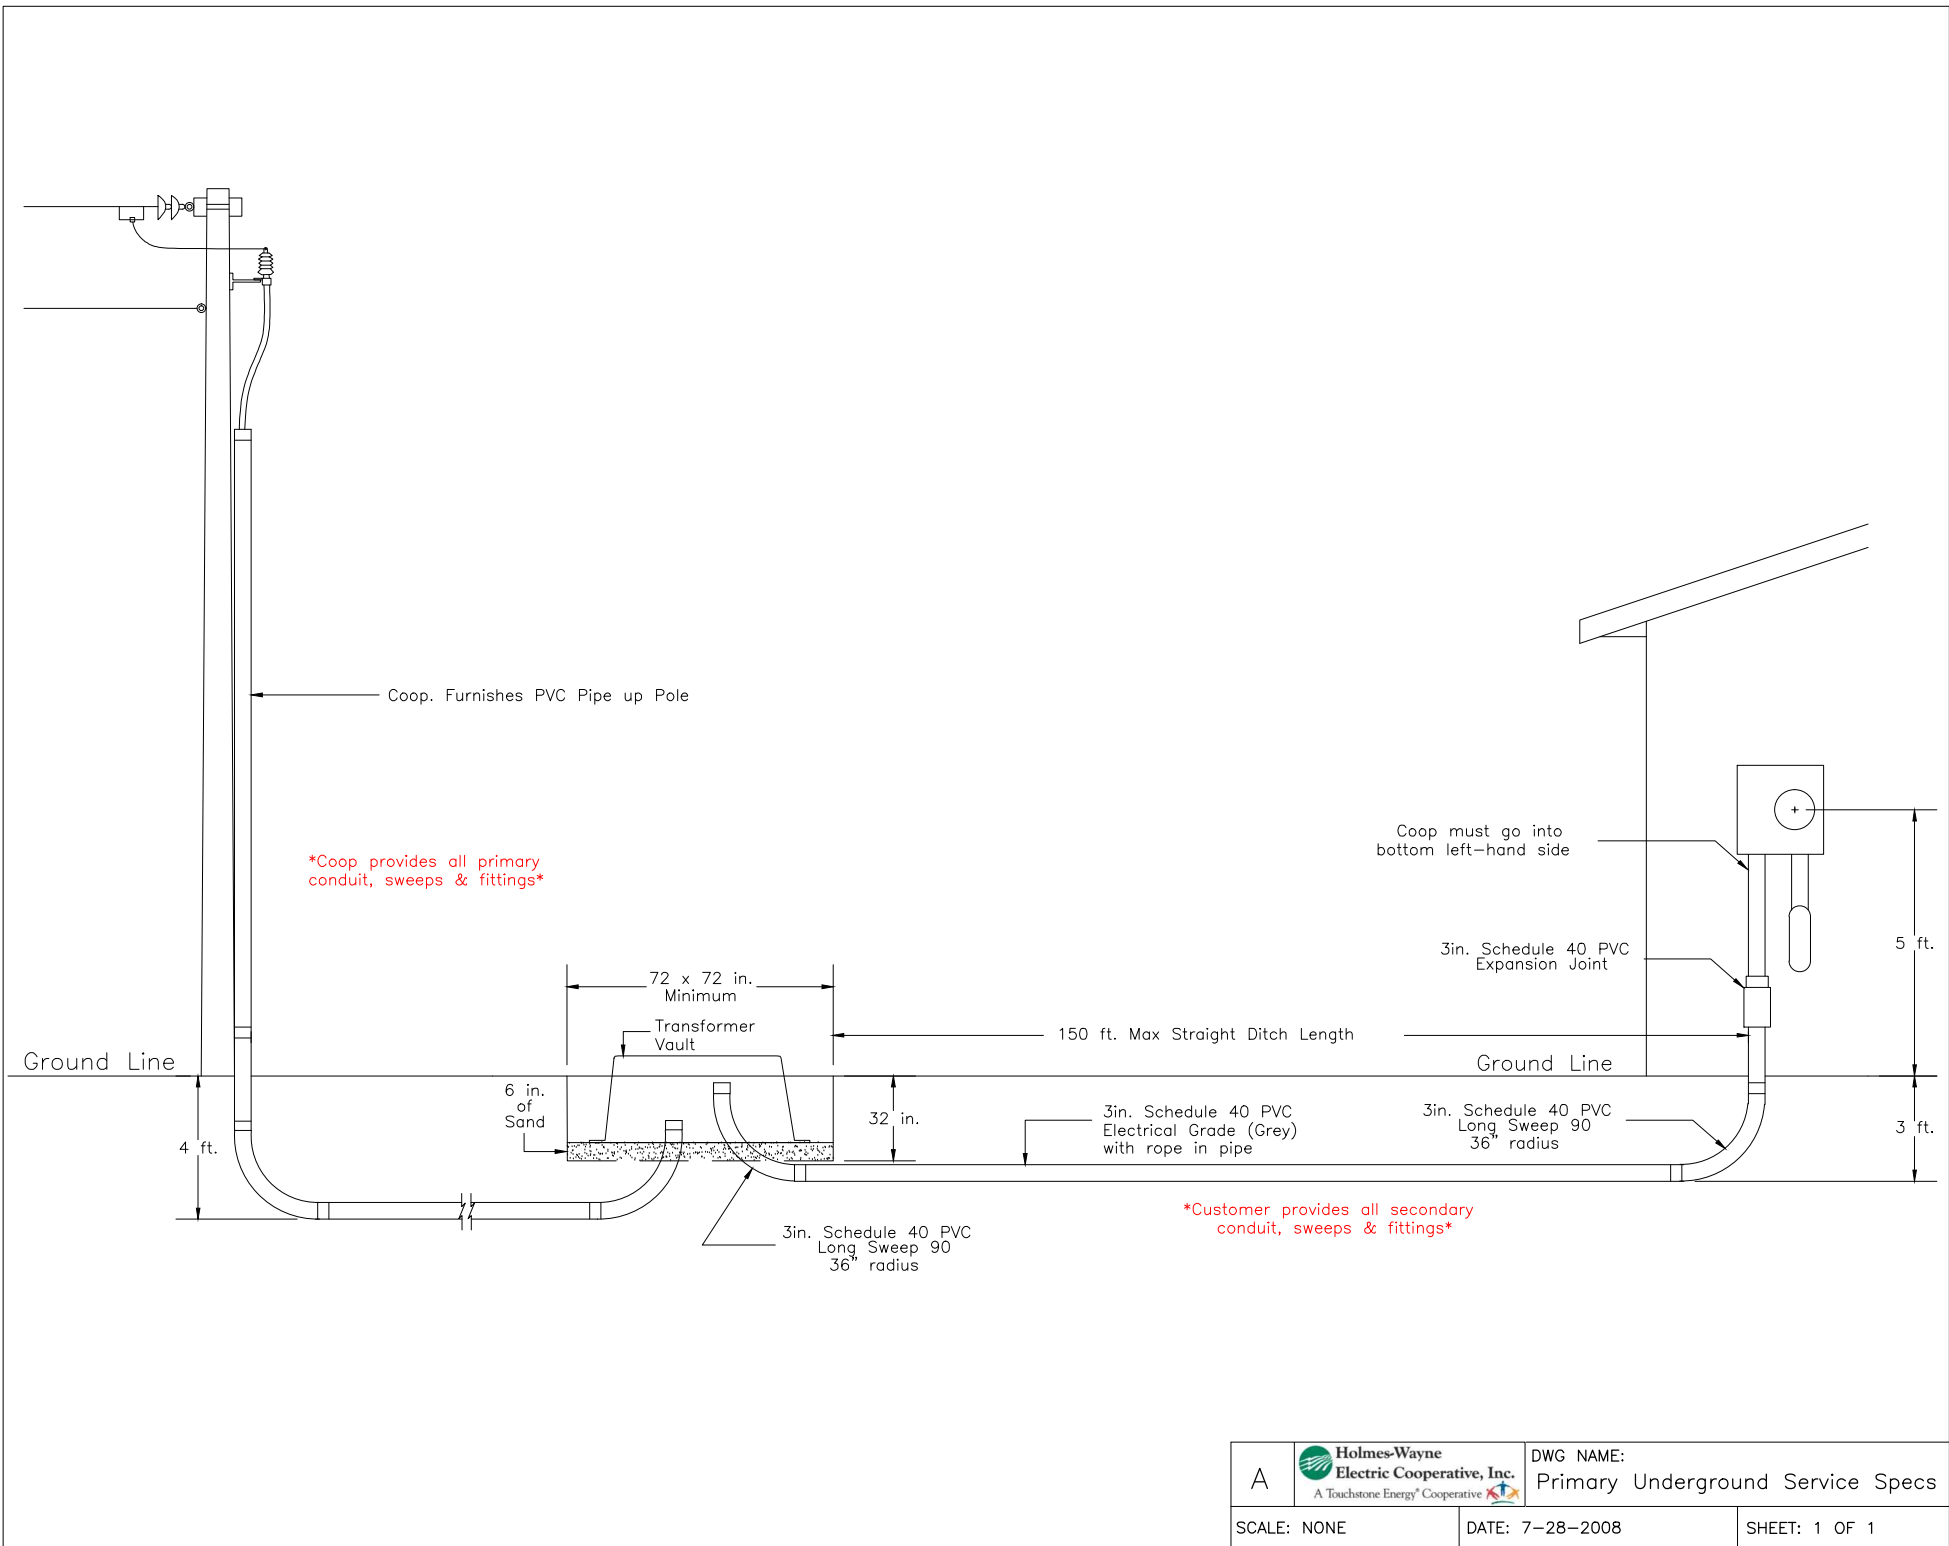 Coop. Furnishes PVC Pipe up Pole
*Coop provides all primary
conduit, sweeps & fittings*
Coop must go into
bottom left-hand side
3in. Schedule 40 PVC
Expansion Joint
5 ft.
72 x 72 in.
Minimum
Transformer
Vault
150 ft. Max Straight Ditch Length
Ground Line
Ground Line
6 in.
of
Sand
32 in.
4 ft.
3in. Schedule 40 PVC
Electrical Grade (Grey)
with rope in pipe
3in. Schedule 40 PVC
Long Sweep 90
36" radius
3 ft.
3in. Schedule 40 PVC
Long Sweep 90
36" radius
*Customer provides all secondary
conduit, sweeps & fittings*
A
Holmes-Wayne
Electric Cooperative, Inc.
A Touchstone Energy® Cooperative
DWG NAME:
Primary Underground Service Specs
SCALE: NONE
DATE: 7-28-2008
SHEET: 1 OF 1